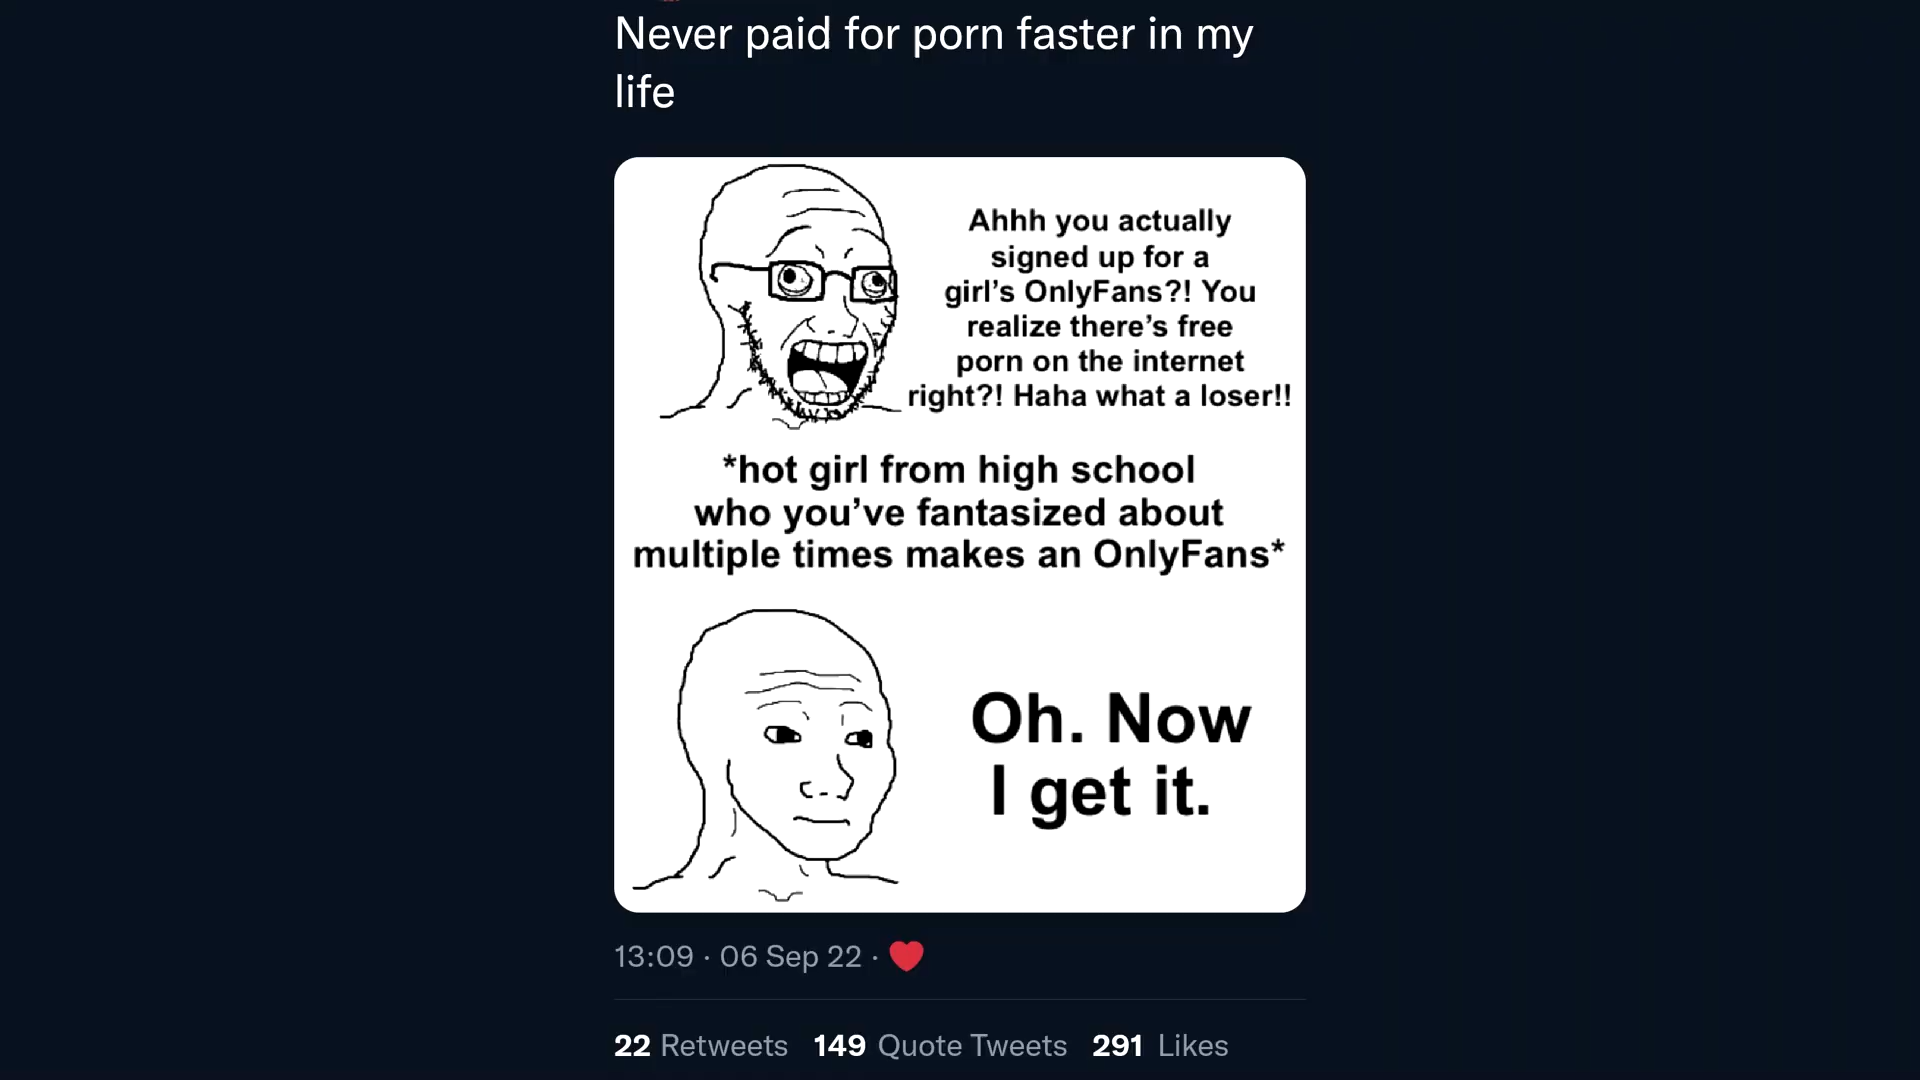 Never paid for porn faster in my
life
Ahhh you actually
signed up for a
girl's OnlyFans?! You
realize there's free
porn on the internet
right?! Haha what a loser!!
*hot girl from high school
who you've fantasized about
multiple times makes an OnlyFans*
Oh. Now
I get it.
13:09 · 06 Sep 22 · ❤️
22 Retweets 149 Quote Tweets 291 Likes